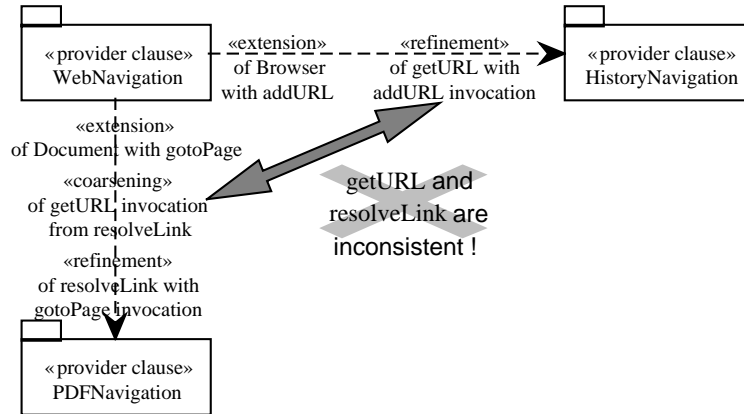 «provider clause»
WebNavigation
«extension»
of Browser
with addURL
«refinement»
of getURL with
addURL invocation
«provider clause»
HistoryNavigation
«extension»
of Document with gotoPage
«coarsening»
of getURL invocation
from resolveLink
«refinement»
of resolveLink with
gotoPage invocation
getURL and
resolveLink are
inconsistent !
«provider clause»
PDFNavigation